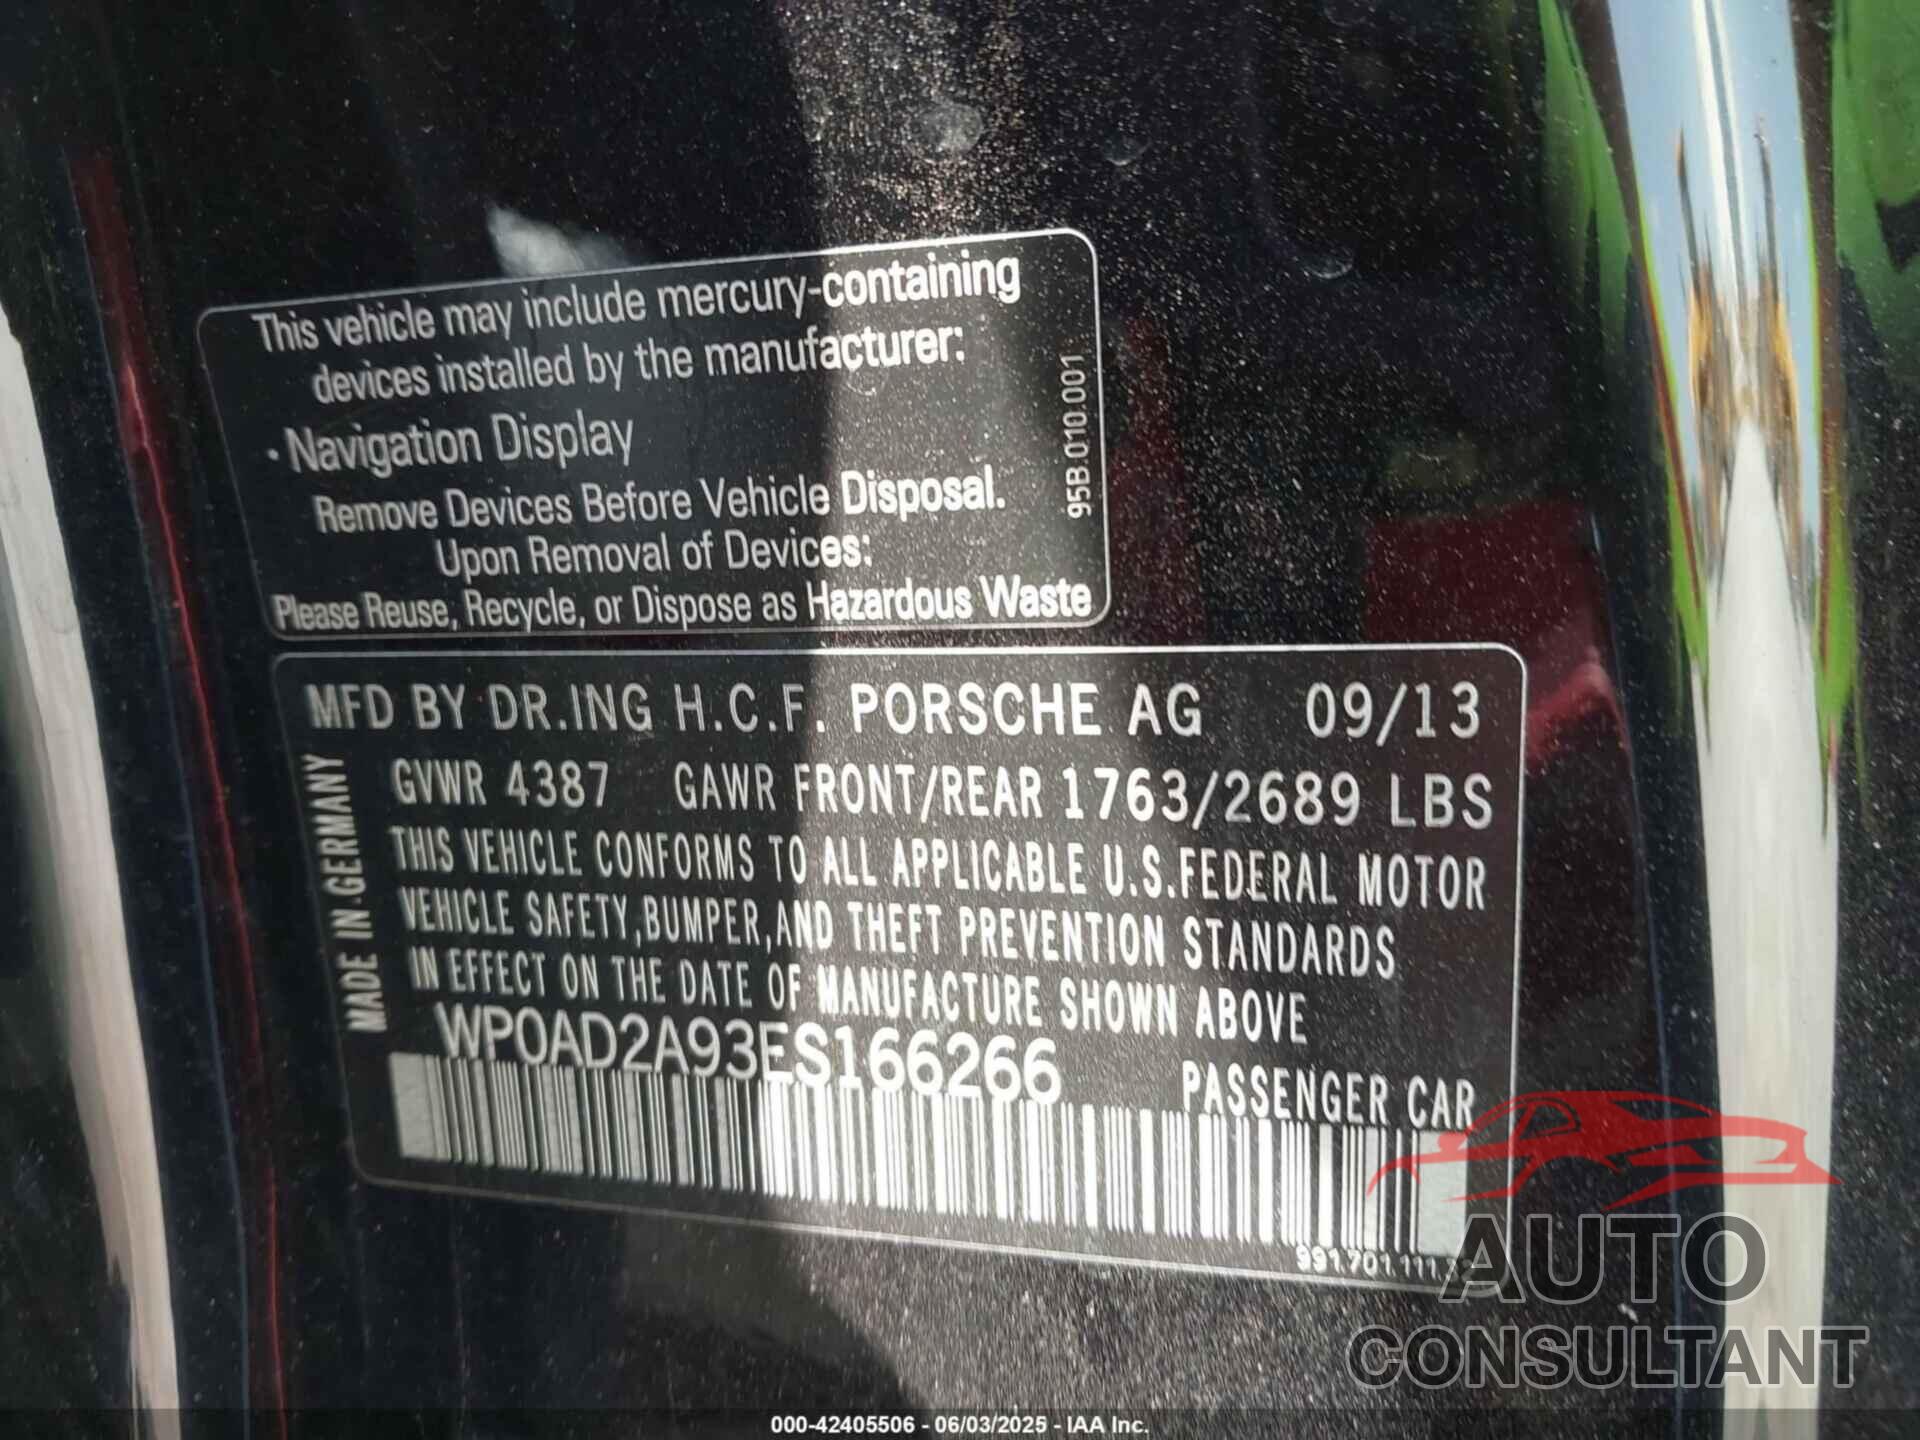 This vehicle may include mercury-containing
devices installed by the manufacturer:
· Navigation Display
Remove Devices Before Vehicle Disposal.
Upon Removal of Devices:
Please Reuse, Recycle, or Dispose as Hazardous Waste
95B.010.001
MFD BY DR.ING H.C.F. PORSCHE AG 09/13
GVWR 4387 GAWR FRONT/REAR 1763/2689 LBS
THIS VEHICLE CONFORMS TO ALL APPLICABLE U.S.FEDERAL MOTOR
VEHICLE SAFETY,BUMPER,AND THEFT PREVENTION STANDARDS
IN EFFECT ON THE DATE OF MANUFACTURE SHOWN ABOVE
MADE IN GERMANY
WP0AD2A93ES166266
PASSENGER CAR
AUTO
CONSULTANT
000-42405506 - 06/03/2025 - IAA Inc.